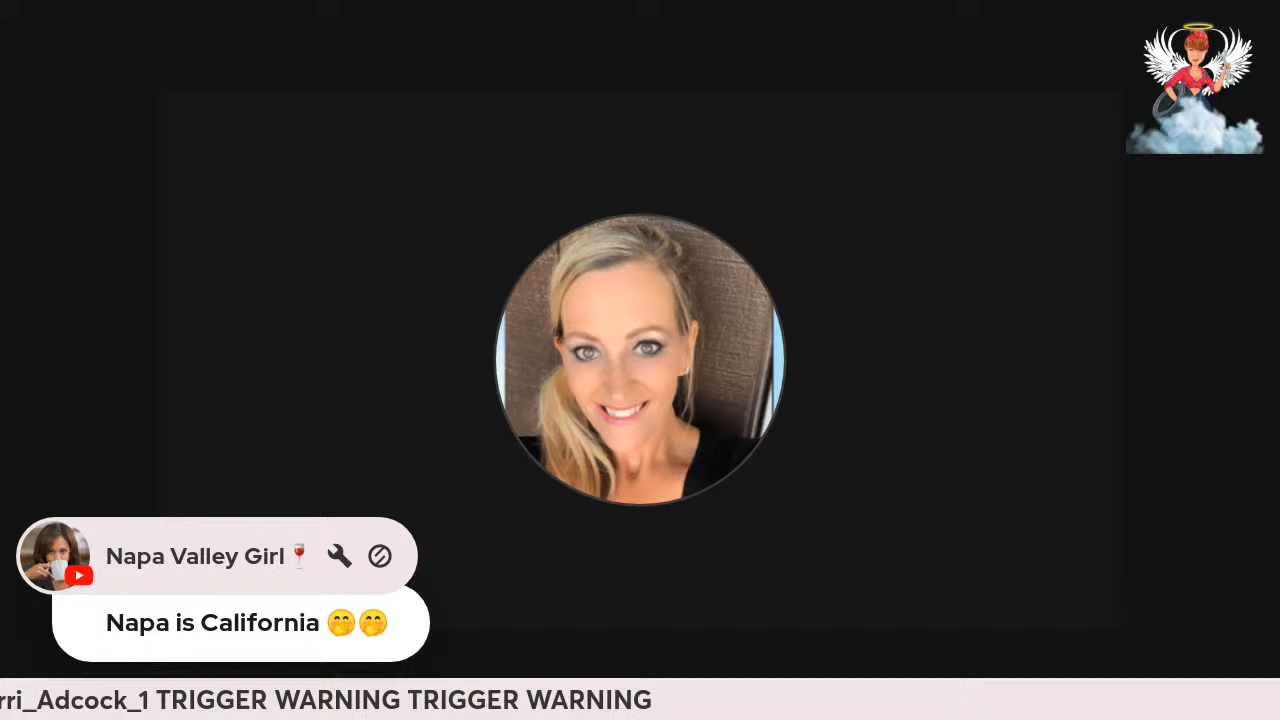 Napa Valley Girl🍷
Napa is California 🤭🤭
rri_Adcock_1 TRIGGER WARNING TRIGGER WARNING